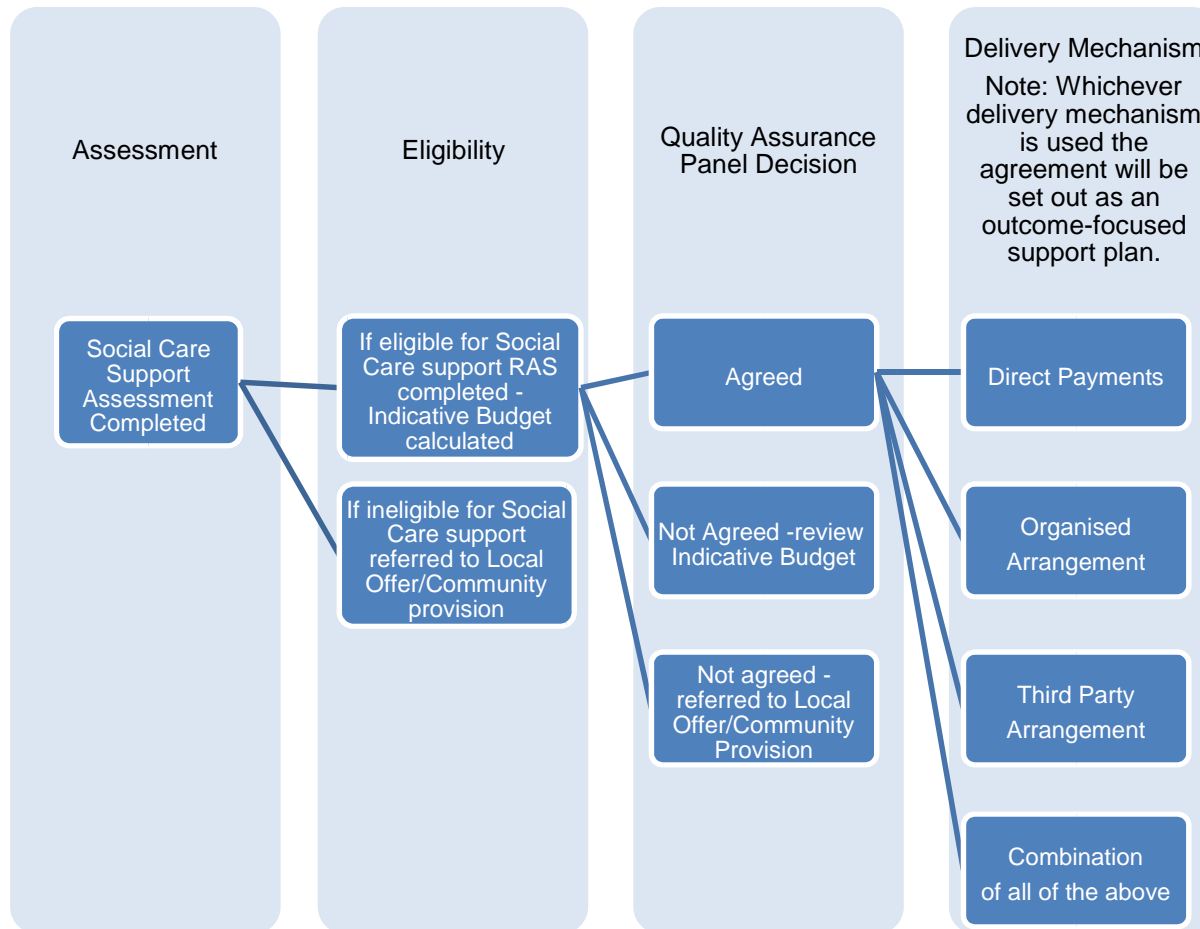 Assessment
Social Care
Support
Assessment
Completed
Eligibility
If eligible for Social
Care support RAS
completed -
Indicative Budget
calculated
If ineligible for Social
Care support
referred to Local
Offer/Community
provision
Quality Assurance
Panel Decision
Agreed
Not Agreed -review
Indicative Budget
Not agreed -
referred to Local
Offer/Community
Provision
Delivery Mechanism
Note: Whichever
delivery mechanism
is used the
agreement will be
set out as an
outcome-focused
support plan.
Direct Payments
Organised
Arrangement
Third Party
Arrangement
Combination
of all of the above